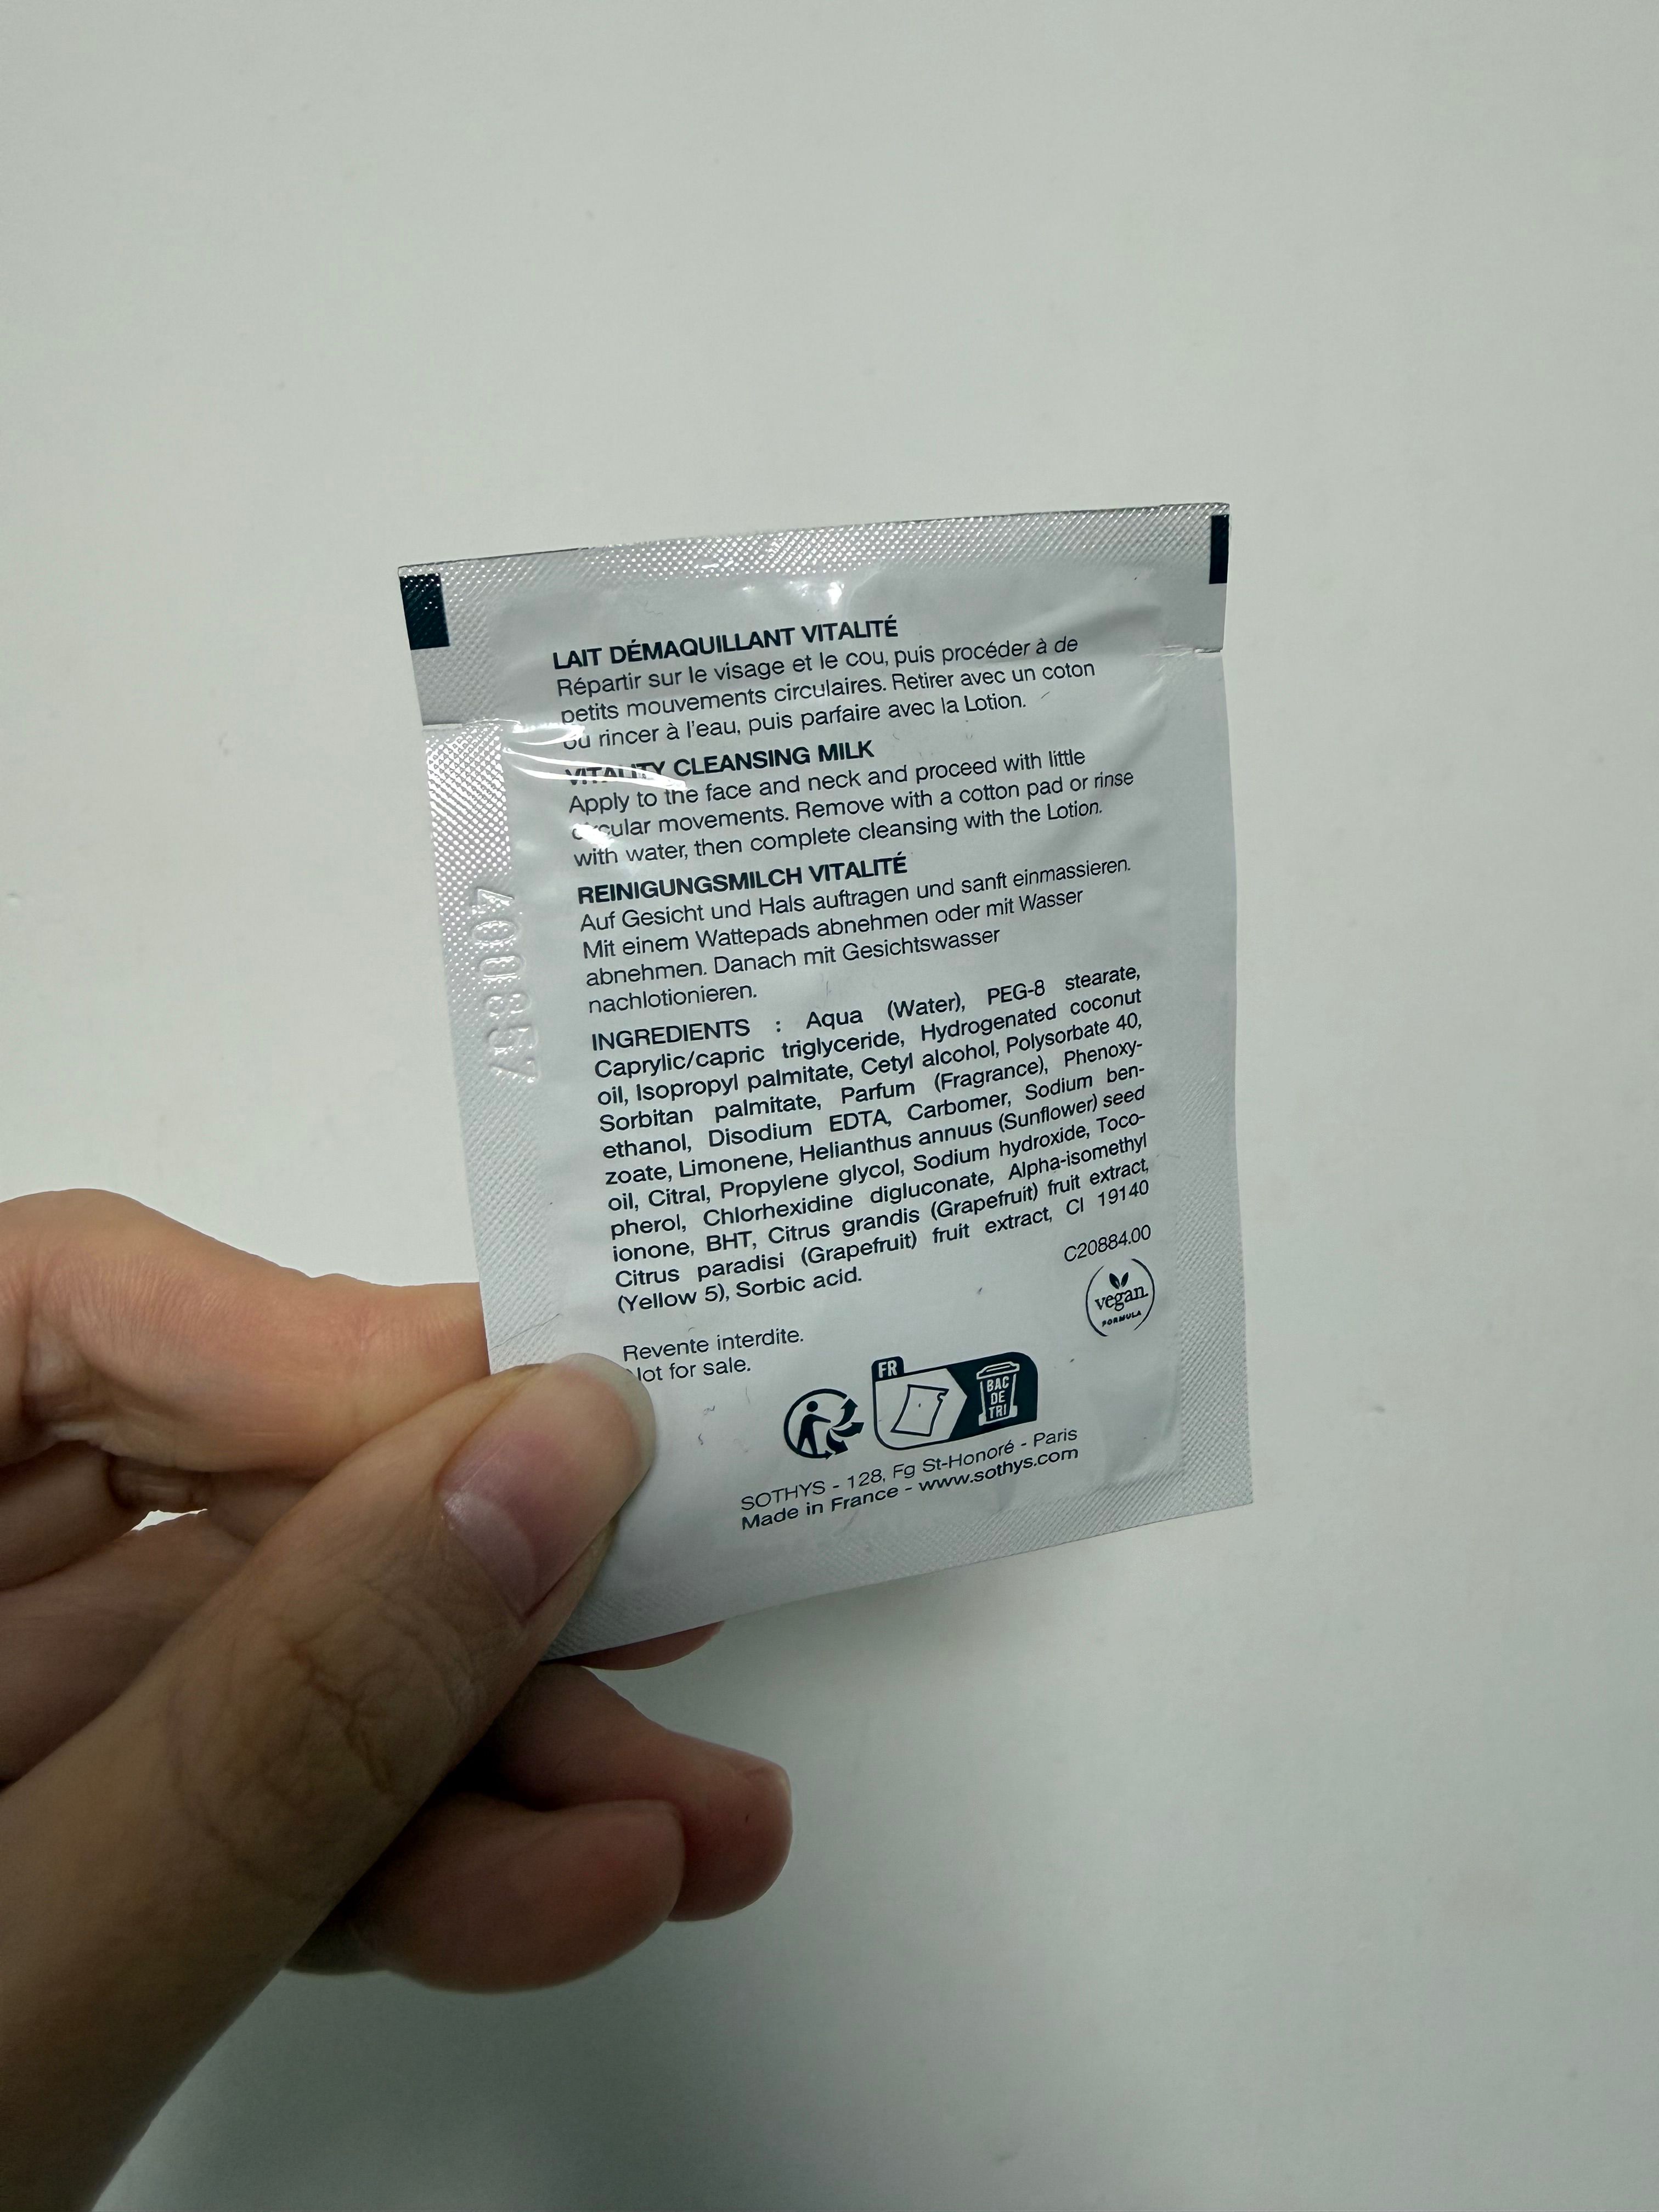 LAIT DÉMAQUILLANT VITALITÉ
Répartir sur le visage et le cou, puis procéder à de
petits mouvements circulaires. Retirer avec un coton
ou rincer à l'eau, puis parfaire avec la Lotion.
VITALITY CLEANSING MILK
Apply to the face and neck and proceed with little
circular movements. Remove with a cotton pad or rinse
with water, then complete cleansing with the Lotion.
REINIGUNGSMILCH VITALITÉ
Auf Gesicht und Hals auftragen und sanft einmassieren.
Mit einem Wattepads abnehmen oder mit Wasser
abnehmen. Danach mit Gesichtswasser
nachlotionieren.
INGREDIENTS : Aqua (Water), PEG-8 stearate,
Caprylic/capric triglyceride, Hydrogenated coconut
oil, Isopropyl palmitate, Cetyl alcohol, Polysorbate 40,
Sorbitan palmitate, Parfum (Fragrance), Phenoxy-
ethanol, Disodium EDTA, Carbomer, Sodium ben-
zoate, Limonene, Helianthus annuus (Sunflower) seed
oil, Citral, Propylene glycol, Sodium hydroxide, Toco-
pherol, Chlorhexidine digluconate, Alpha-isomethyl
ionone, BHT, Citrus grandis (Grapefruit) fruit extract,
Citrus paradisi (Grapefruit) fruit extract, CI 19140
(Yellow 5), Sorbic acid.
C20884.00
vegan
FORMULA
Revente interdite.
Not for sale.
FR
BAC
DE
TRI
SOTHYS - 128, Fg St-Honoré - Paris
Made in France - www.sothys.com